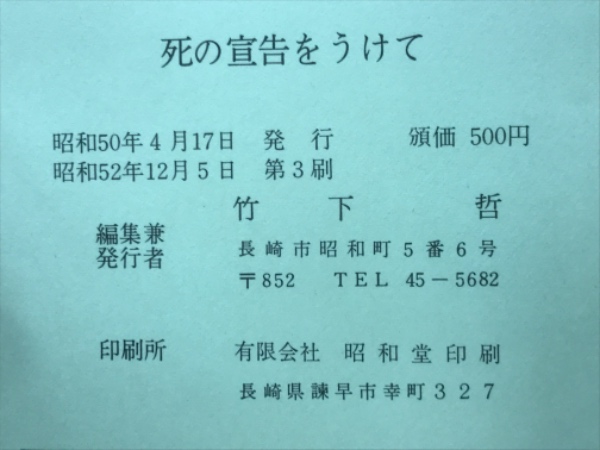 死の宣告をうけて
昭和50年4月17日 発行 頒価 500円
昭和52年12月5日 第3刷
編集兼発行者 竹下 哲
長崎市昭和町5番6号
〒852 TEL 45－5682
印刷所 有限会社 昭和堂印刷
長崎県諫早市幸町327